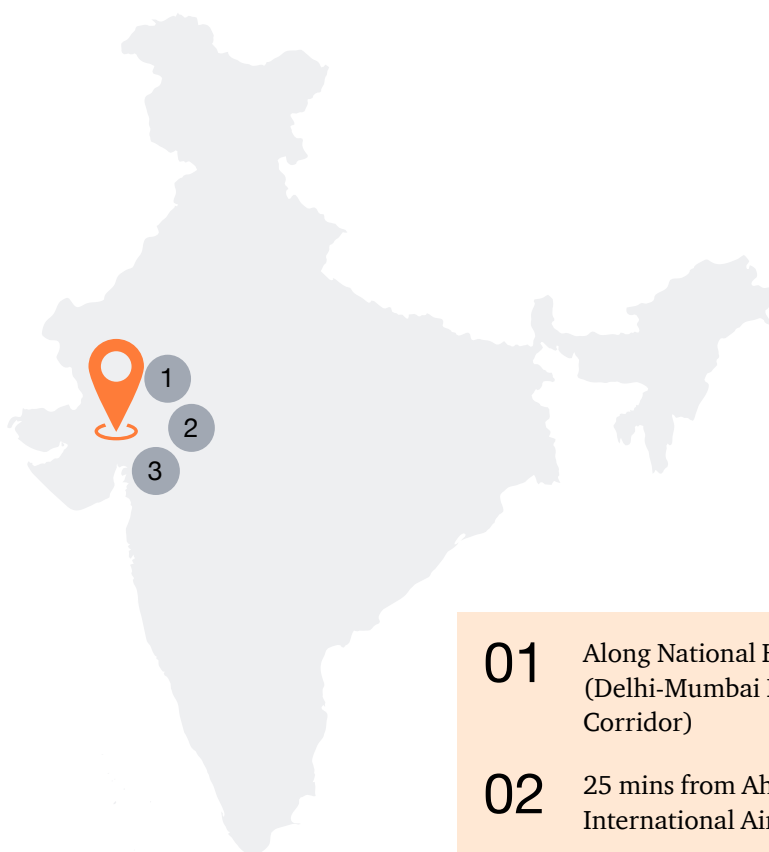 1
2
3
01
Along National
(Delhi-Mumbai
Corridor)
02
25 mins from
International